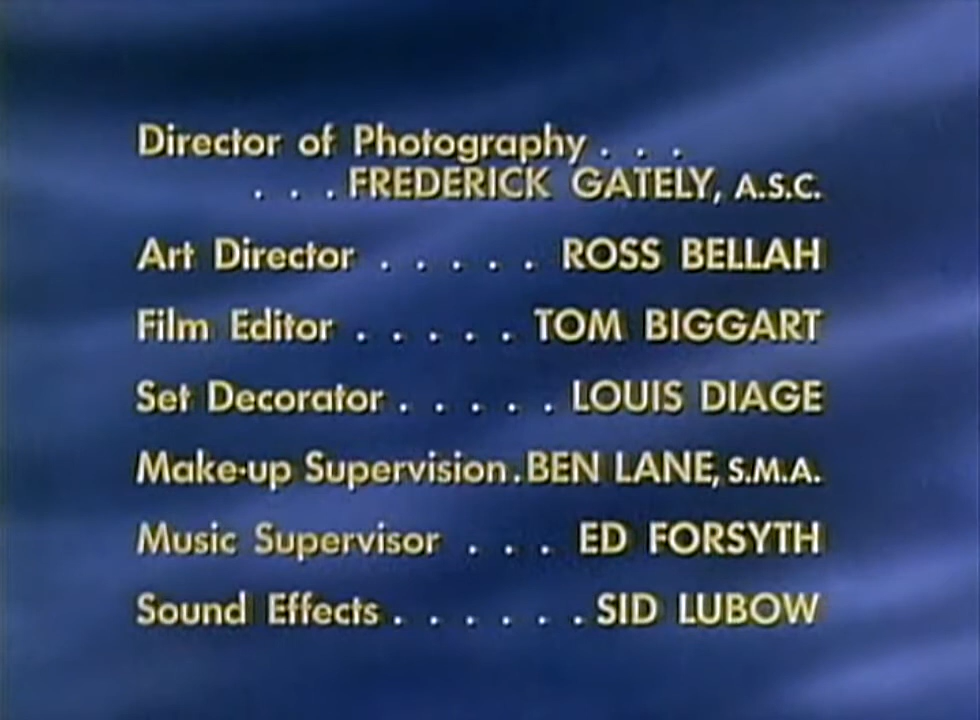 Director of Photography . . .
. . . FREDERICK GATELY, A.S.C.
Art Director . . . . . ROSS BELLAH
Film Editor . . . . . TOM BIGGART
Set Decorator . . . . . LOUIS DIAGE
Make-up Supervision . BEN LANE, S.M.A.
Music Supervisor . . . ED FORSYTH
Sound Effects . . . . . . SID LUBOW